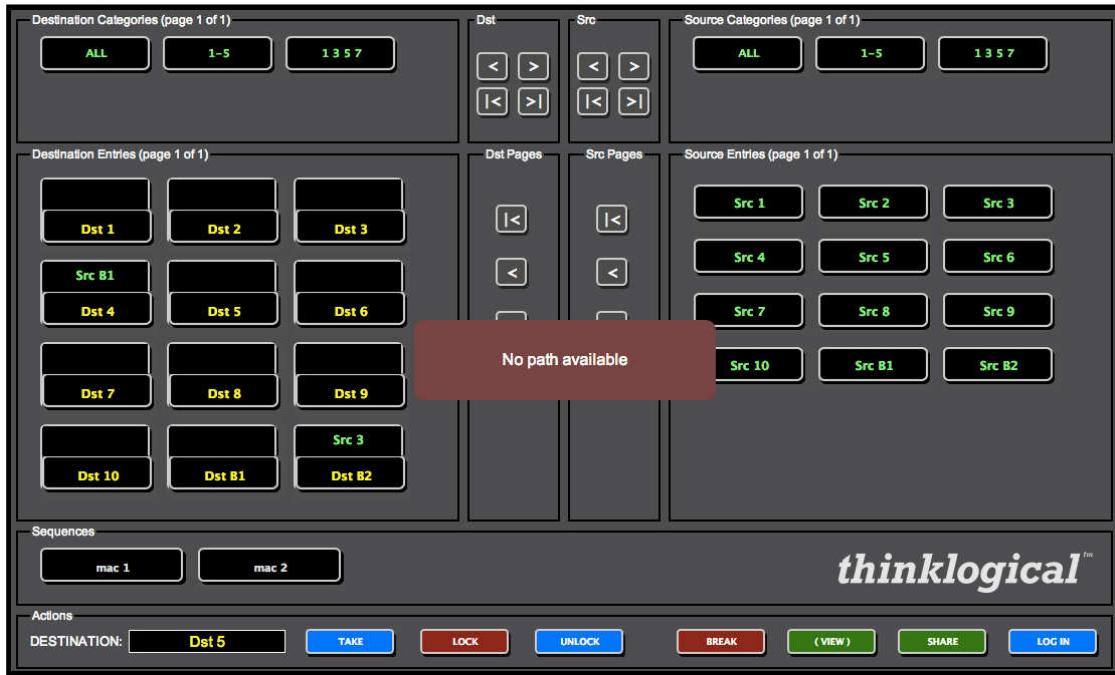 Destination Categories (page 1 of 1)
ALL
1-5
1 3 5 7
Dst
<
>
|<
>|
Src
<
>
|<
>|
Source Categories (page 1 of 1)
ALL
1-5
1 3 5 7
Destination Entries (page 1 of 1)
Dst 1
Dst 2
Dst 3
Src B1
Dst 4
Dst 5
Dst 6
Dst 7
Dst 8
Dst 9
Src 3
Dst 10
Dst B1
Dst B2
Dst Pages
|<
<
Src Pages
|<
<
No path available
Source Entries (page 1 of 1)
Src 1
Src 2
Src 3
Src 4
Src 5
Src 6
Src 7
Src 8
Src 9
Src 10
Src B1
Src B2
Sequences
mac 1
mac 2
thinklogical™
Actions
DESTINATION:
Dst 5
TAKE
LOCK
UNLOCK
BREAK
( VIEW )
SHARE
LOG IN